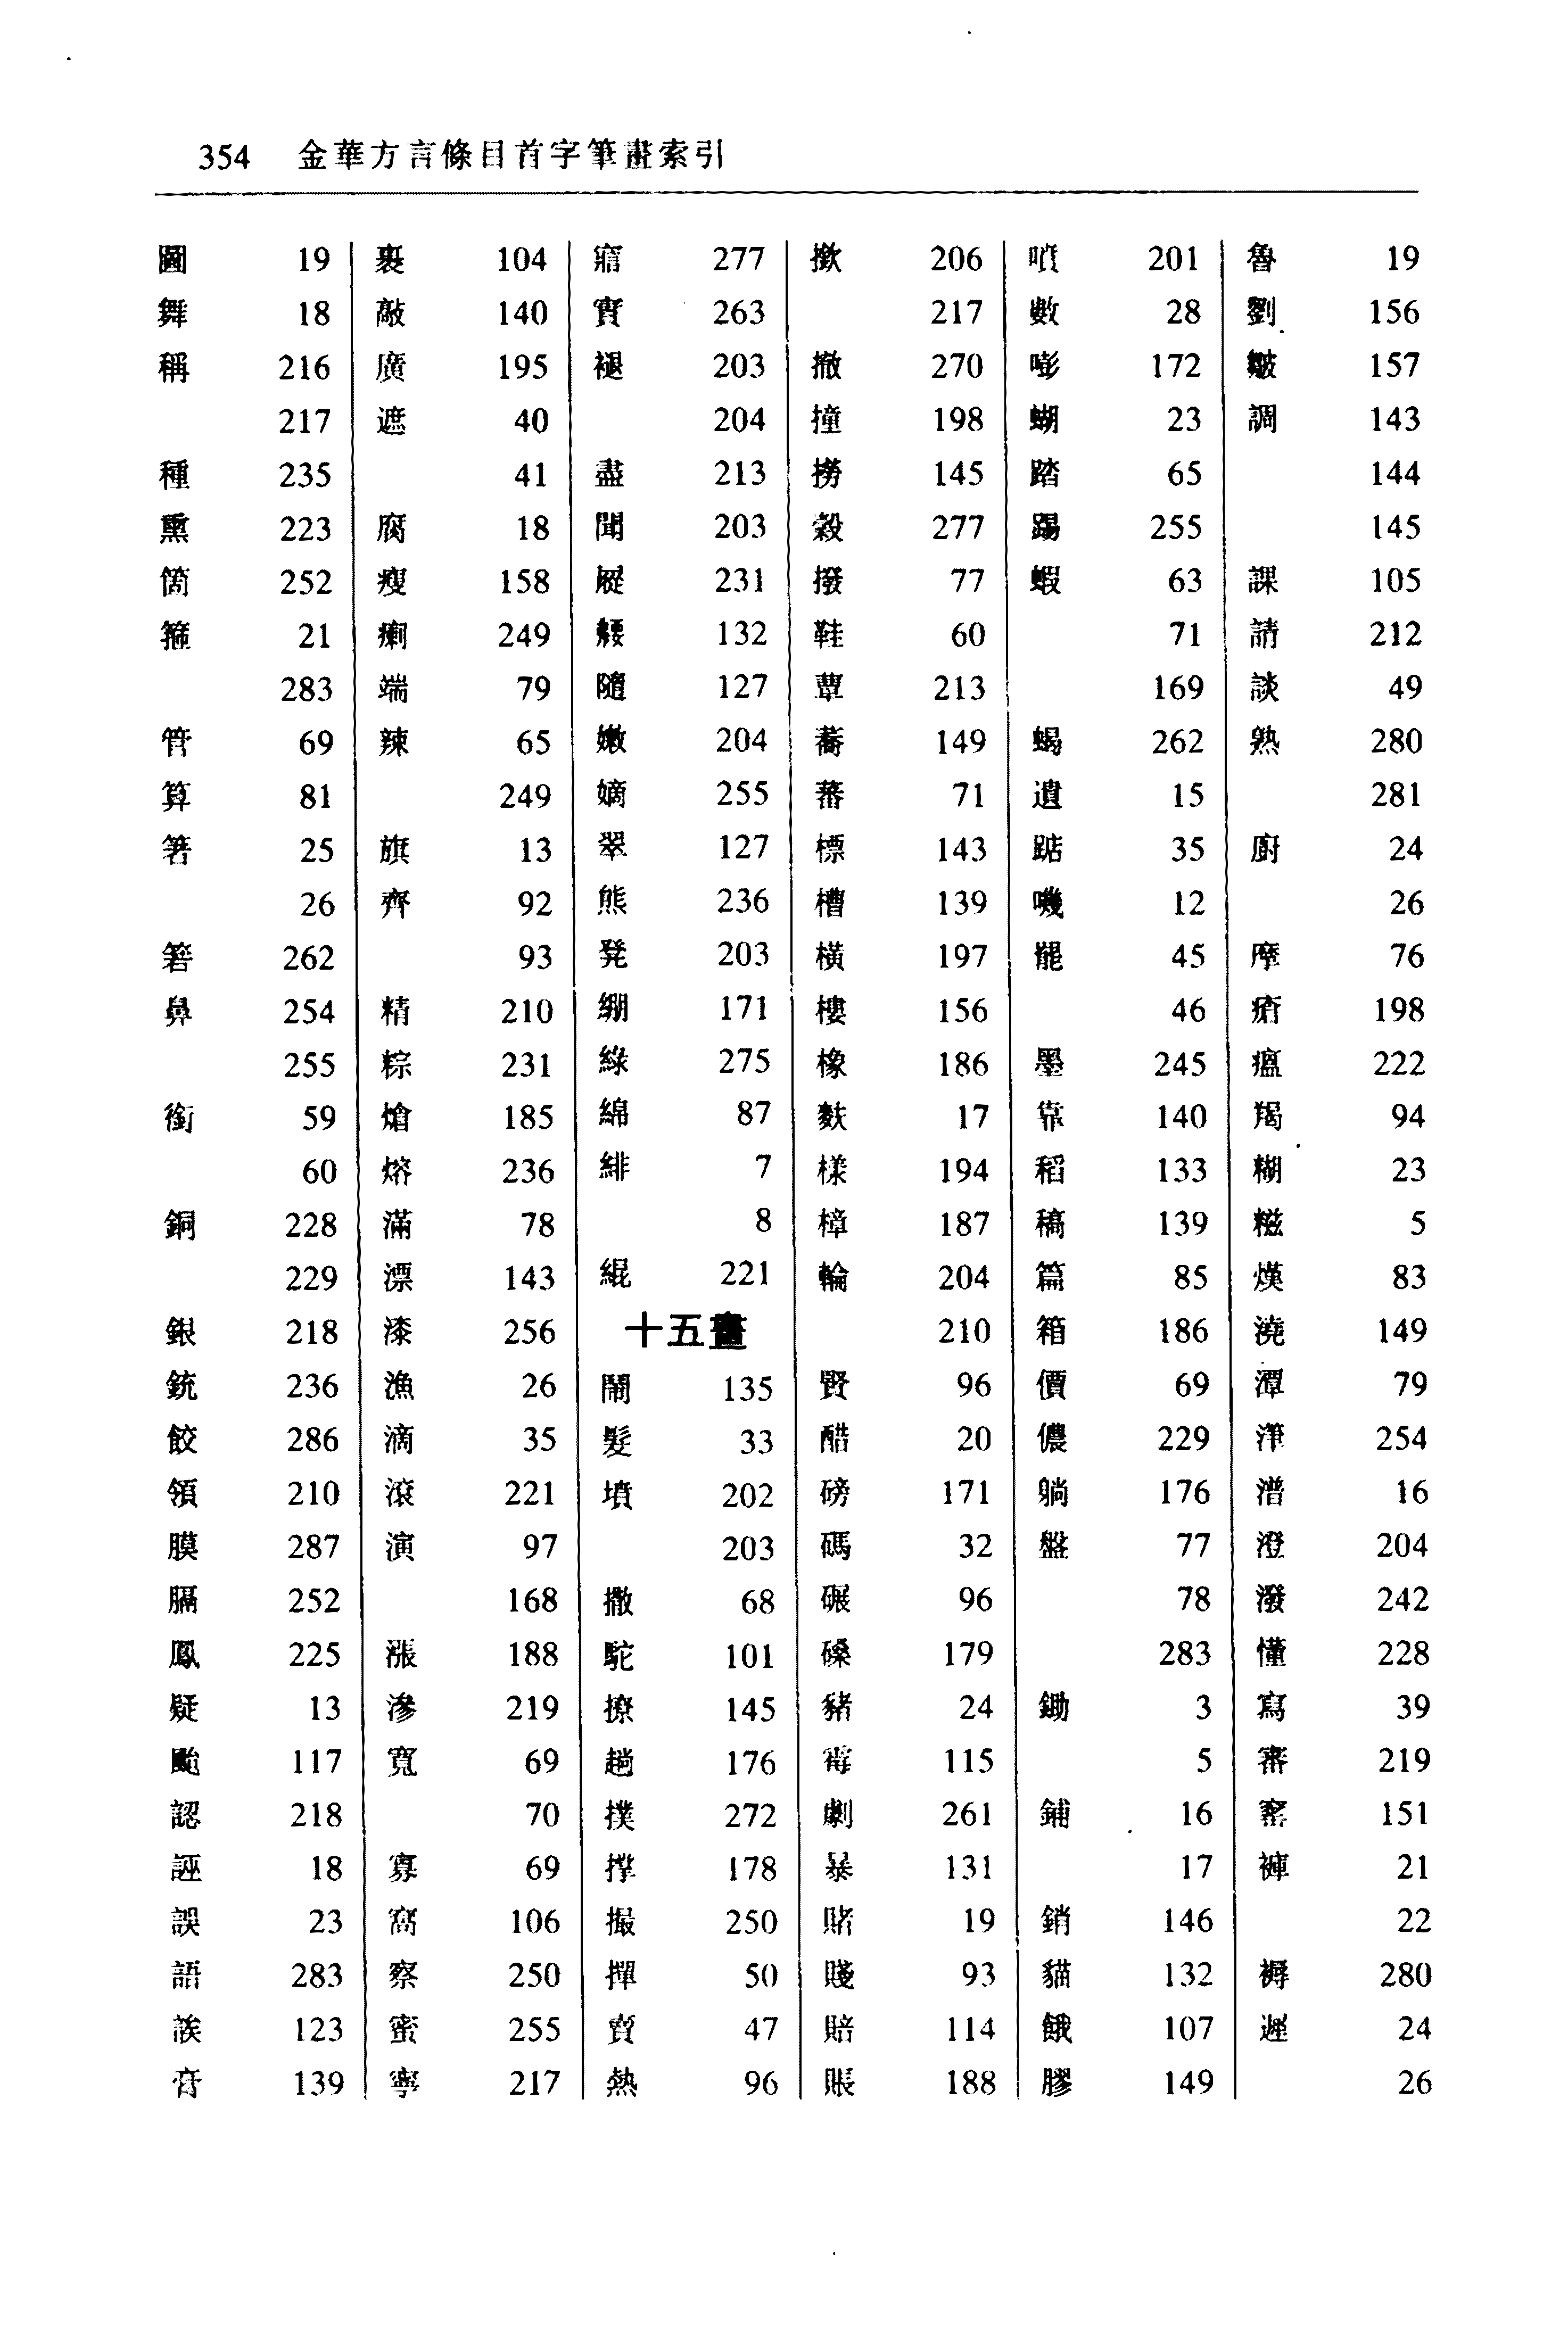 354 金華方言條目首字筆畫索引
圖 19
舞 18
稱 216
217
種 235
熏 223
箇 252
箍 21
283
管 69
算 81
箸 25
26
箬 262
鼻 254
255
銜 59
60
銅 228
229
銀 218
銃 236
餃 286
領 210
膜 287
膈 252
鳳 225
疑 13
颱 117
認 218
誣 18
誤 23
語 283
誒 123
膏 139
裹 104
敲 140
廣 195
遮 40
41
腐 18
瘦 158
瘌 249
端 79
辣 65
249
旗 13
齊 92
93
精 210
粽 231
熗 185
熔 236
滿 78
漂 143
漆 256
漁 26
滴 35
滾 221
演 97
168
漲 188
滲 219
寬 69
70
寡 69
窩 106
察 250
蜜 255
寧 217
277
實 263
褪 203
204
盡 213
聞 203
231
132
隨 127
嫩 204
嫡 255
翠 127
熊 236
凳 203
綳 171
綠 275
綿 87
緋 7
8
緄 221
十五畫
鬧 135
髮 33
墳 202
203
撒 68
駝 101
撩 145
趟 176
撲 272
撑 178
撮 250
撣 50
賣 47
熱 96
撳 206
217
撤 270
撞 198
撈 145
穀 277
撥 77
鞋 60
蕈 213
蕎 149
蕃 71
標 143
槽 139
橫 197
樓 156
橡 186
麩 17
樣 194
樟 187
輪 204
210
賢 96
醋 20
磅 171
碼 32
碾 96
磉 179
豬 24
霉 115
劇 261
暴 131
賭 19
賤 93
賠 114
賬 188
噴 201
數 28
嘭 172
蝴 23
踏 65
踢 255
蝦 63
71
169
蝎 262
遺 15
踮 35
嘰 12
罷 45
46
墨 245
靠 140
稻 133
稿 139
篇 85
箱 186
價 69
儂 229
躺 176
盤 77
78
283
鋤 3
5
鋪 16
17
銷 146
貓 132
餓 107
膠 149
魯 19
劉 156
皺 157
調 143
144
145
課 105
請 212
談 49
熟 280
281
廚 24
26
摩 76
瘡 198
瘟 222
羯 94
糊 23
糍 5
熯 83
澆 149
潭 79
潷 254
潽 16
澄 204
潑 242
懂 228
寫 39
審 219
窰 151
褲 21
22
褥 280
遲 24
26